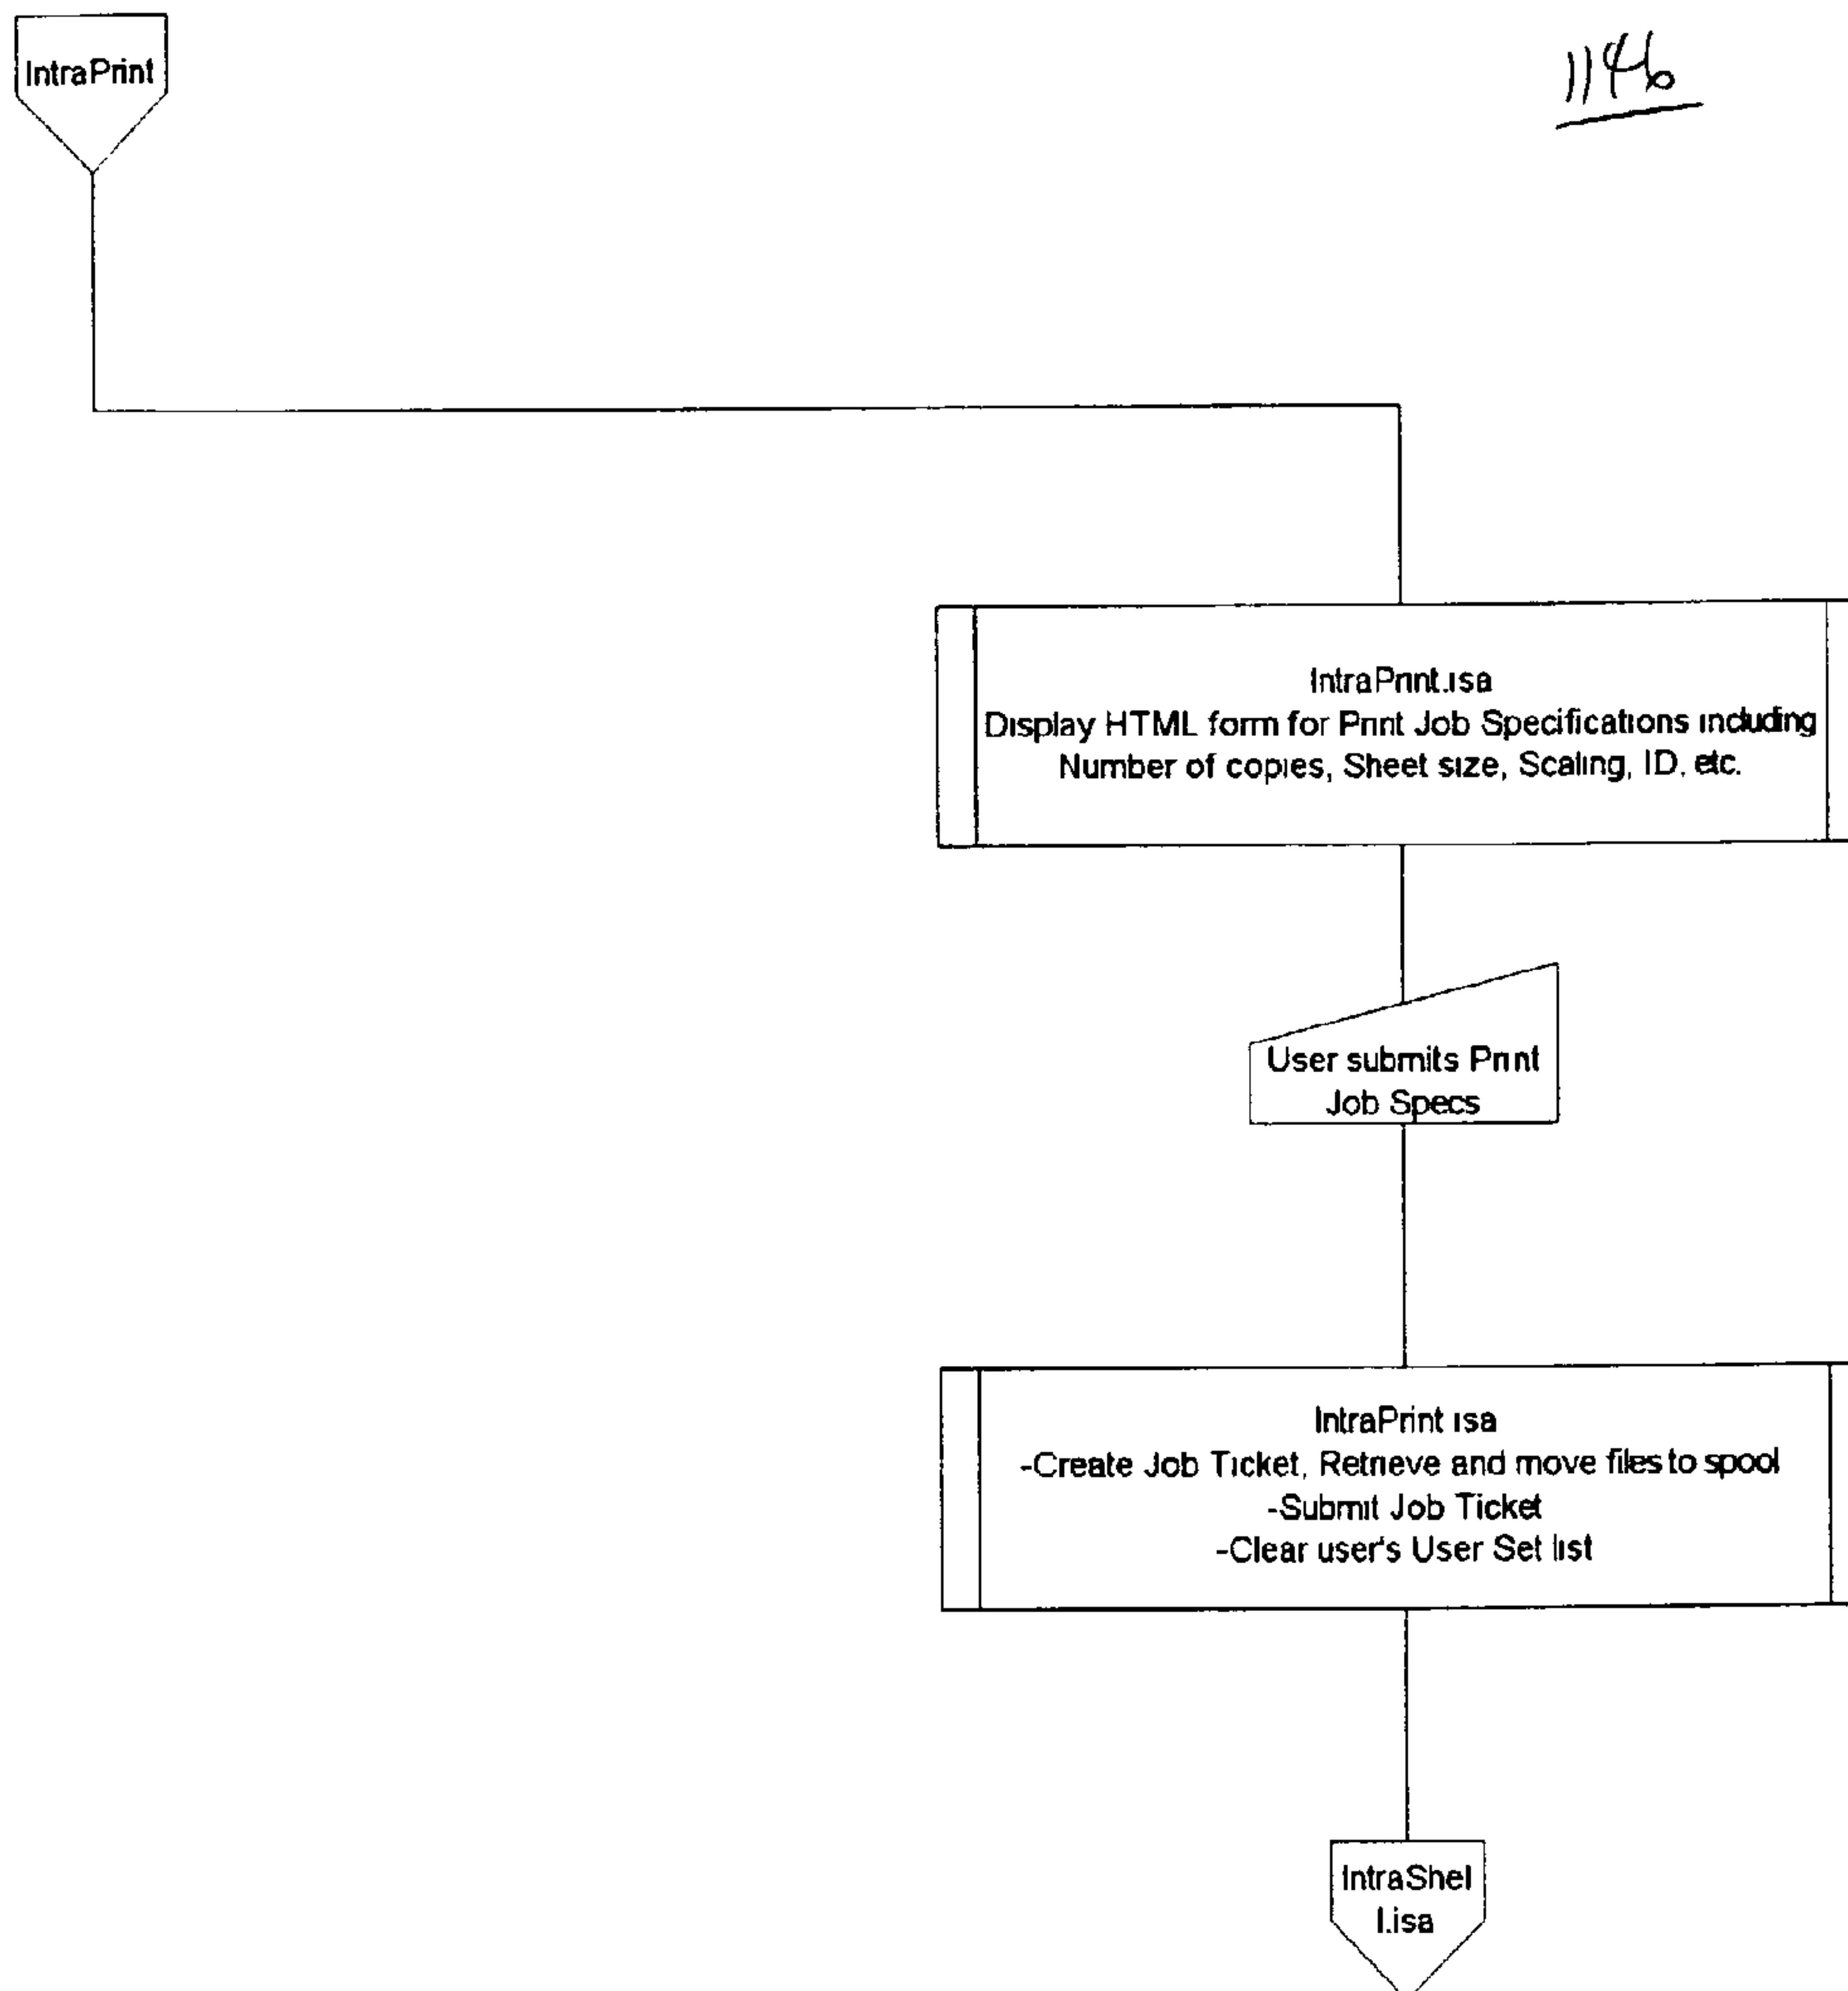 IntraPrint
1146
IntraPrint.isa
Display HTML form for Print Job Specifications including
Number of copies, Sheet size, Scaling, ID, etc.
User submits Print
Job Specs
IntraPrint isa
-Create Job Ticket, Retrieve and move files to spool
-Submit Job Ticket
-Clear user's User Set list
IntraShel
l.isa